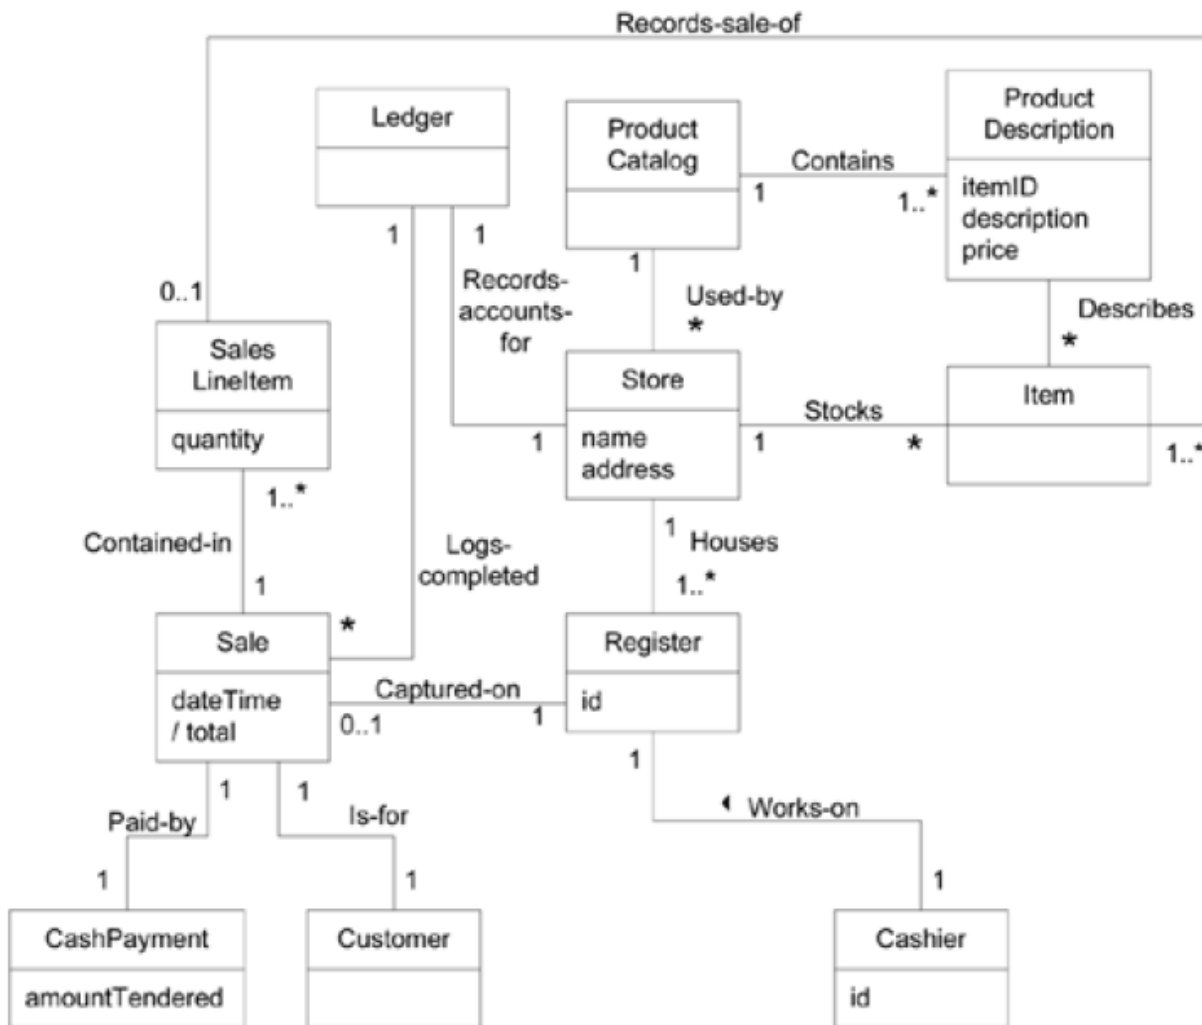 Records-sale-of
Ledger
Product
Catalog
Product
Description
Contains
1
1..*
itemID
description
price
1
1
1
Records-
accounts-
for
Used-by
*
Describes
*
0..1
Sales
LineItem
quantity
Store
name
address
Stocks
1
1
*
Item
1..*
1..*
Contained-in
1
Logs-
completed
*
1
Houses
1..*
Sale
dateTime
/ total
Captured-on
0..1
1
Register
id
1
1
1
Paid-by
Is-for
Works-on
1
1
1
CashPayment
amountTendered
Customer
Cashier
id